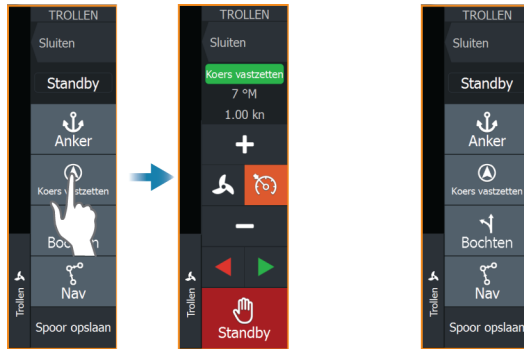 TROLLEN
Sluiten
Standby
Anker
Koers vastzetten
Bochten
Nav
Spoor opslaan
Trollen
TROLLEN
Sluiten
Koers vastzetten
7 °M
1.00 kn
Standby
Trollen
TROLLEN
Sluiten
Standby
Anker
Koers vastzetten
Bochten
Nav
Spoor opslaan
Trollen